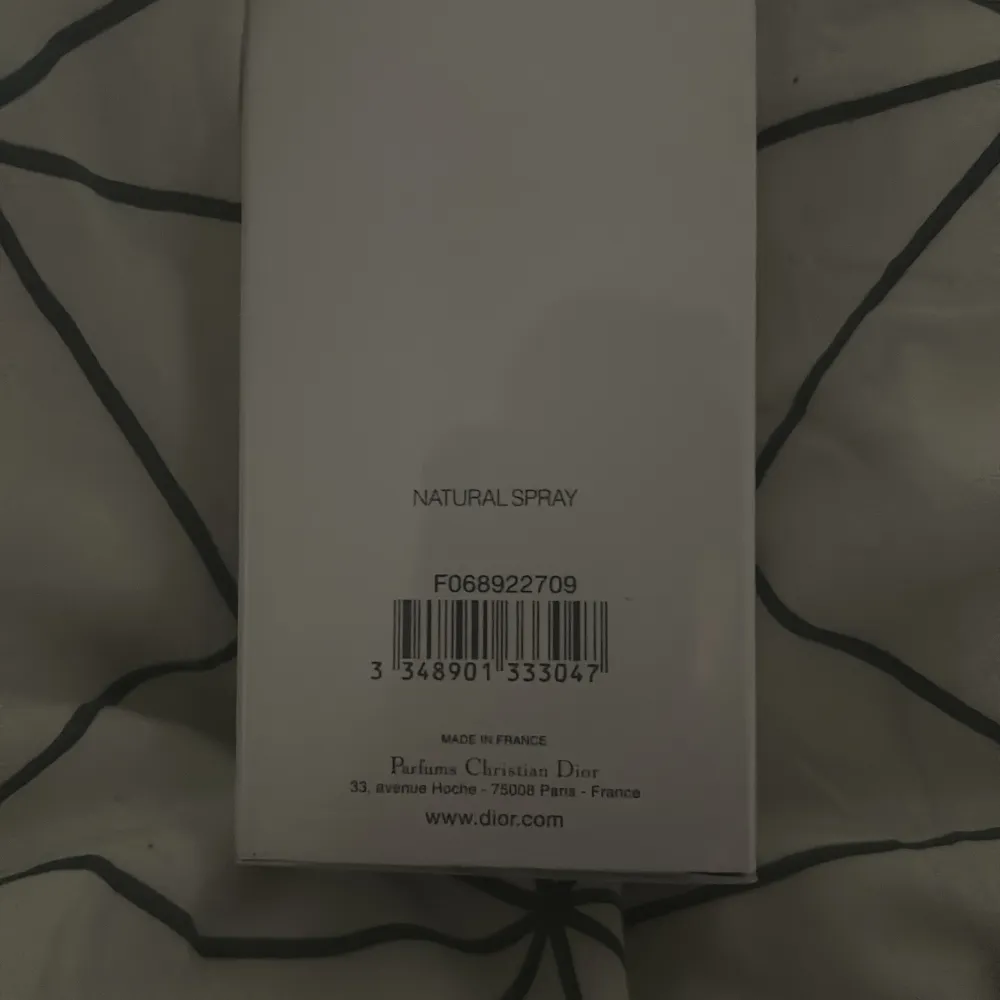 NATURAL SPRAY
F068922709
3 348901 333047
MADE IN FRANCE
Parfums Christian Dior
33, avenue Hoche - 75008 Paris - France
www.dior.com